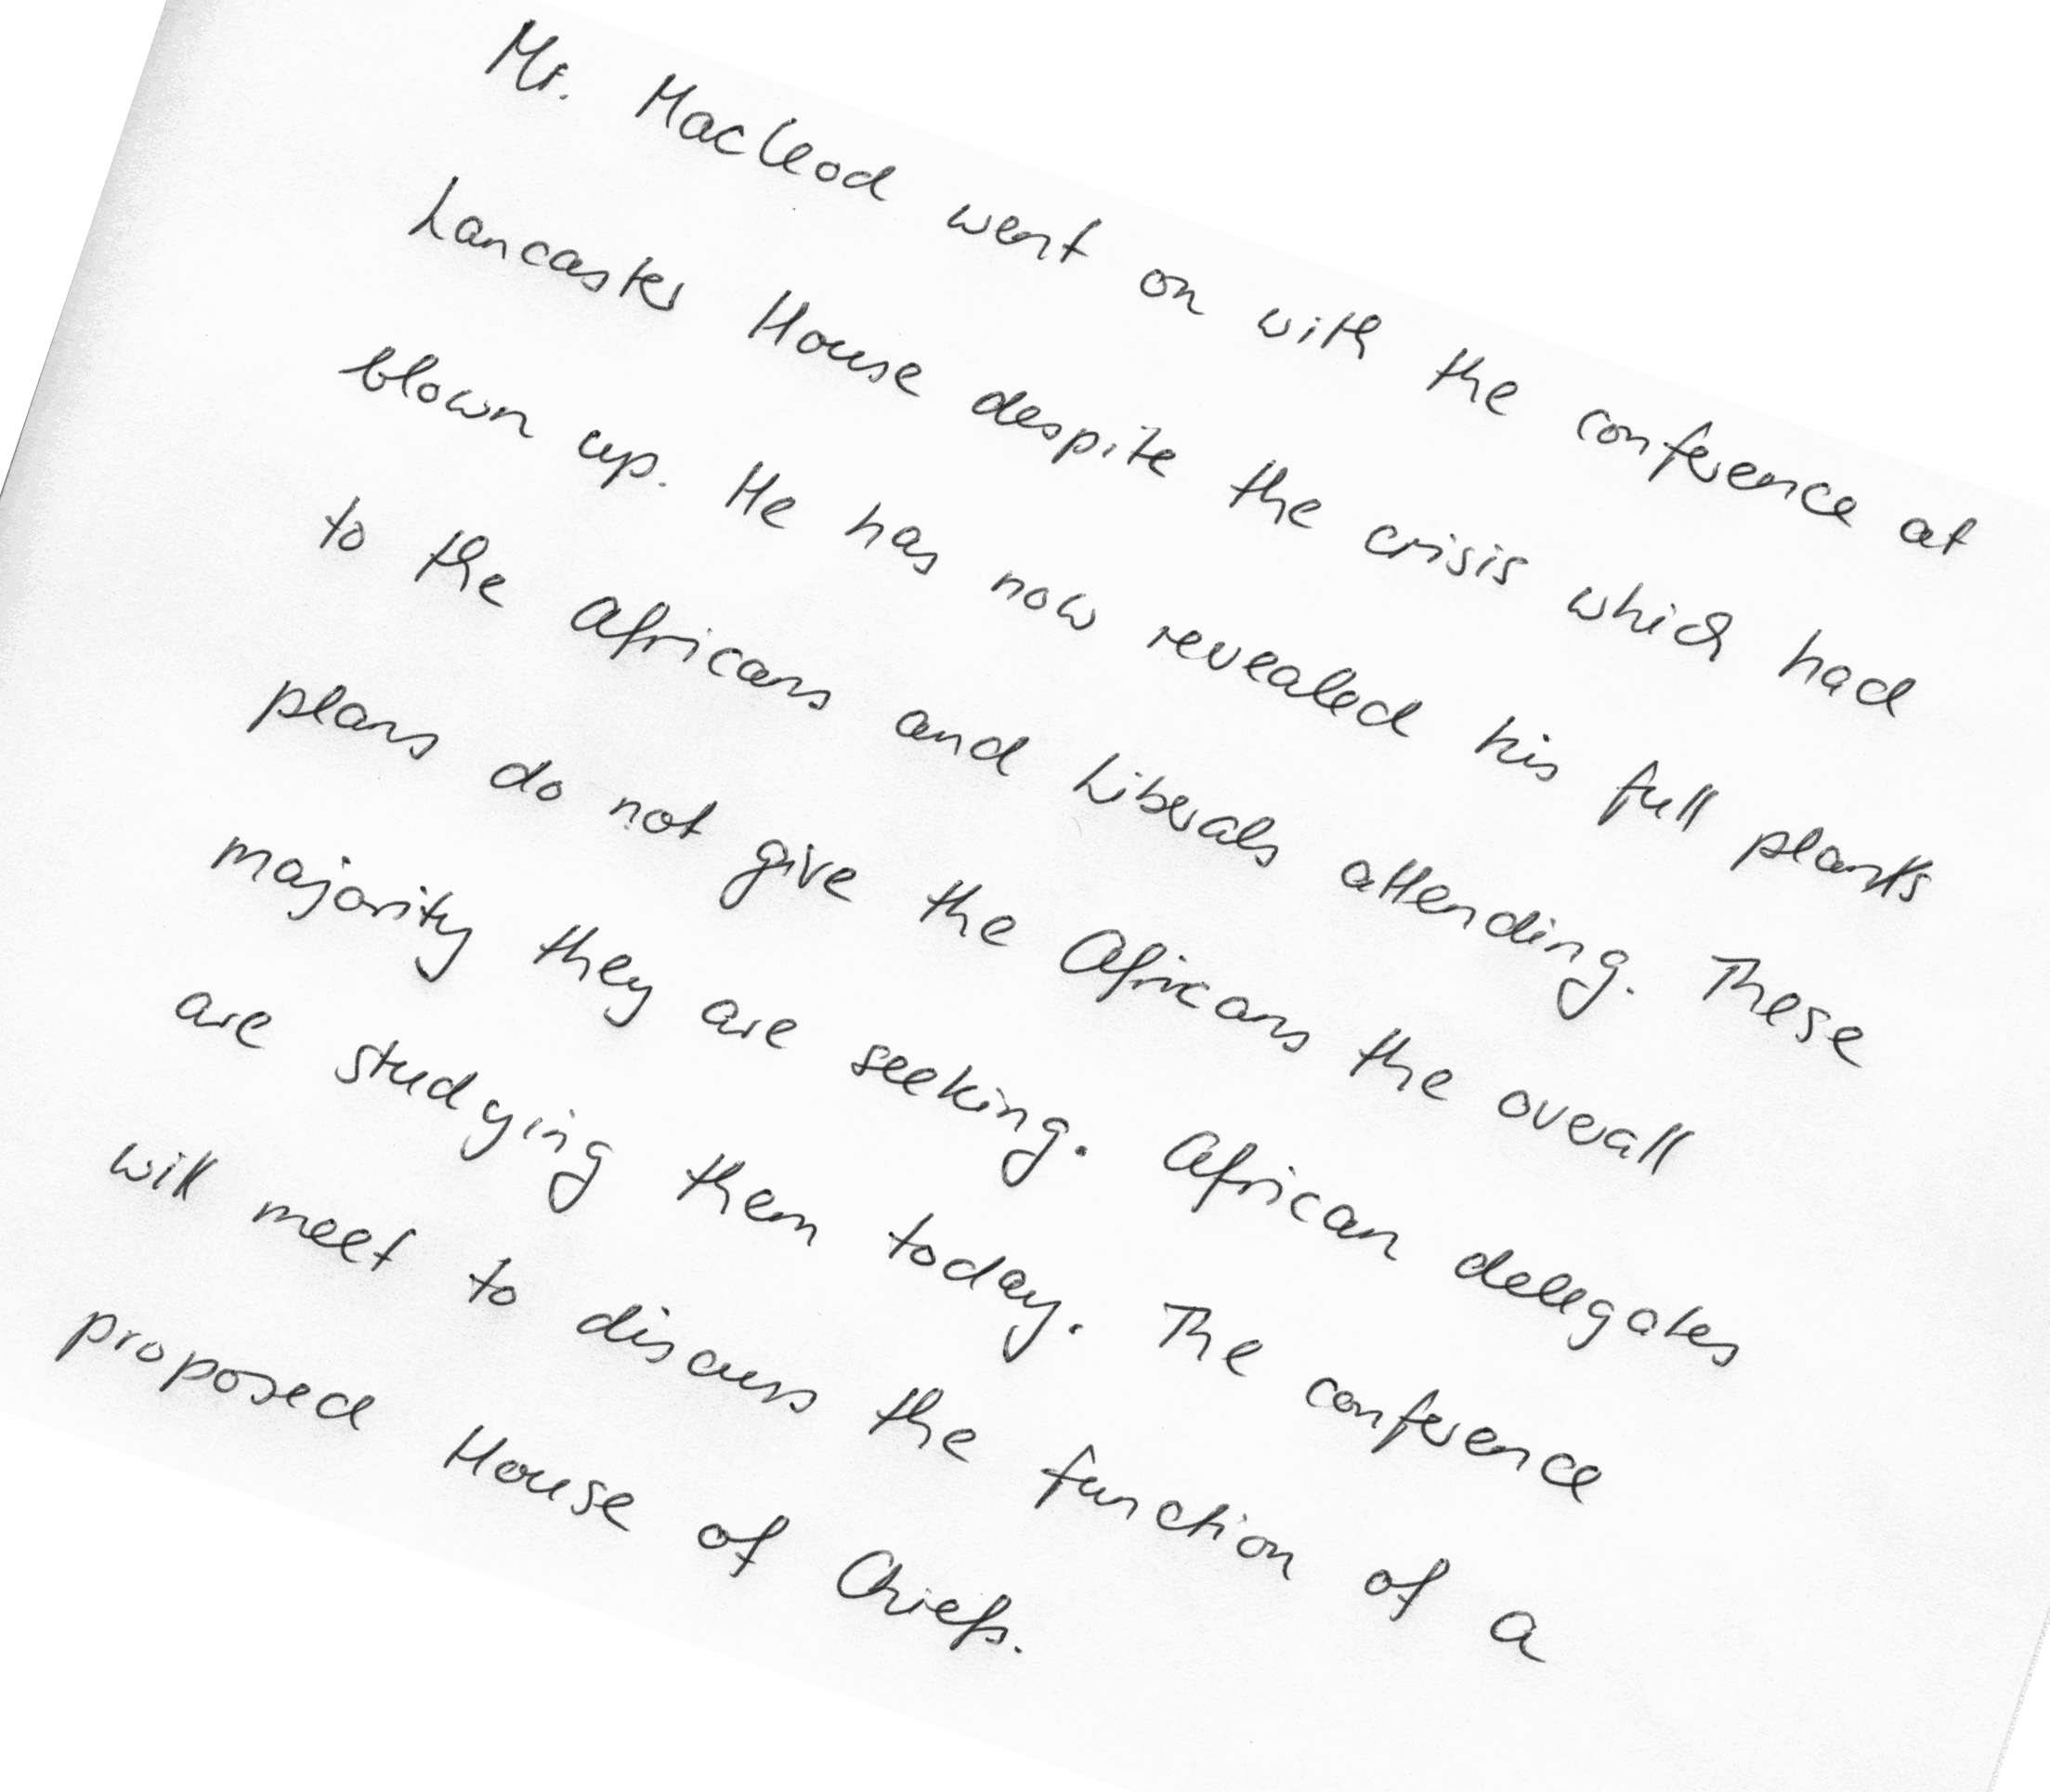 Mr. Macleod went on with the conference at
Lancaster House despite the crisis which had
blown up. He has now revealed his full plans
to the Africans and Liberals attending. These
plans do not give the Africans the overall
majority they are seeking. African delegates
are studying them today. The conference
will meet to discuss the function of a
proposed House of Chiefs.